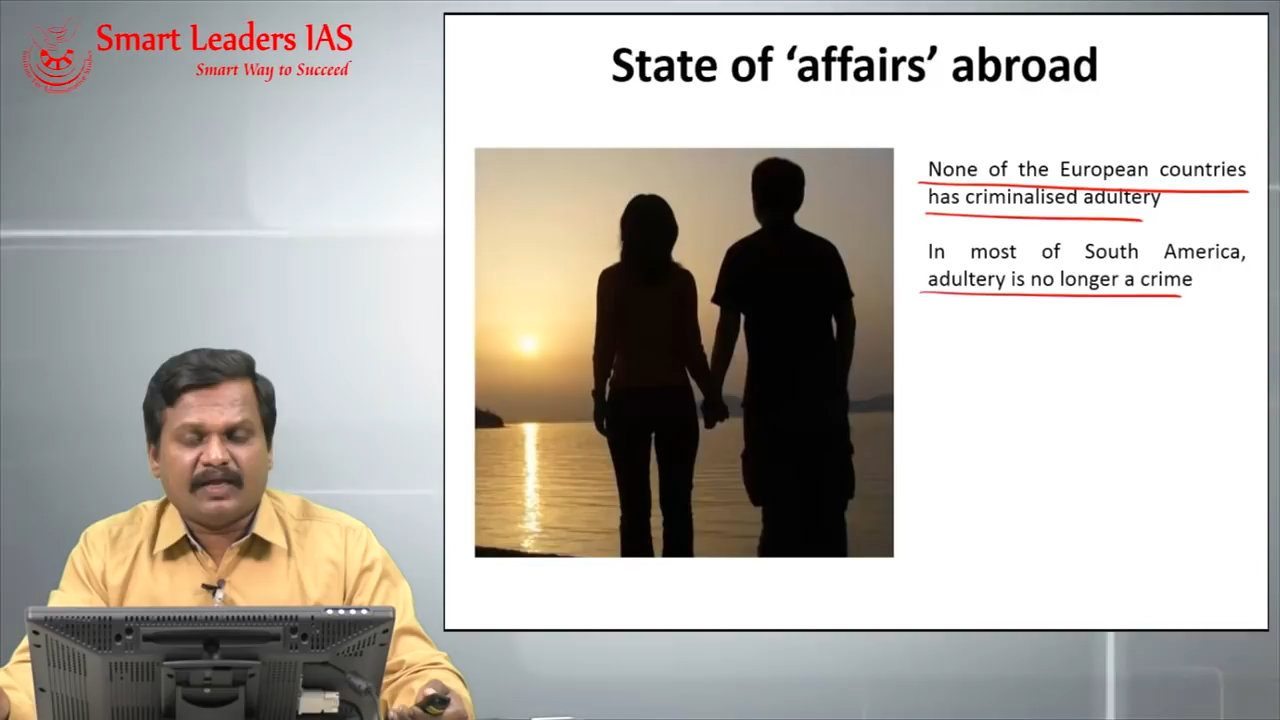 Smart Leaders IAS
Smart Way to Succeed
State of ‘affairs’ abroad
None of the European countries
has criminalised adultery
In most of South America,
adultery is no longer a crime